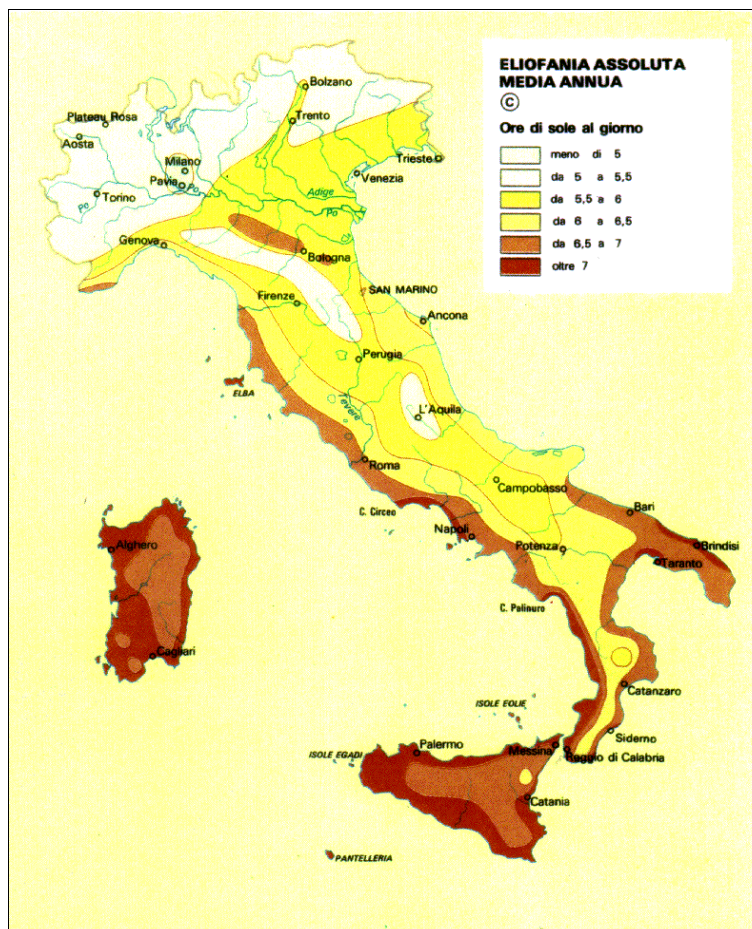 ELIOFANIA ASSOLUTA
MEDIA ANNUA
©
Ore di sole al giorno
meno di 5
da 5 a 5,5
da 5,5 a 6
da 6 a 6,5
da 6,5 a 7
oltre 7
Bolzano
Plateau Rosa
Trento
Aosta
Milano
Trieste
Pavia
Po
Venezia
Adige
Torino
Po
Po
Genova
Bologna
SAN MARINO
Firenze
Ancona
Perugia
ELBA
Tevere
L'Aquila
Roma
Campobasso
C. Circeo
Bari
Napoli
Brindisi
Alghero
Potenza
Taranto
C. Palinuro
Cagliari
Catanzaro
ISOLE EOLIE
Siderno
Palermo
Messina
ISOLE EGADI
Reggio di Calabria
Catania
PANTELLERIA